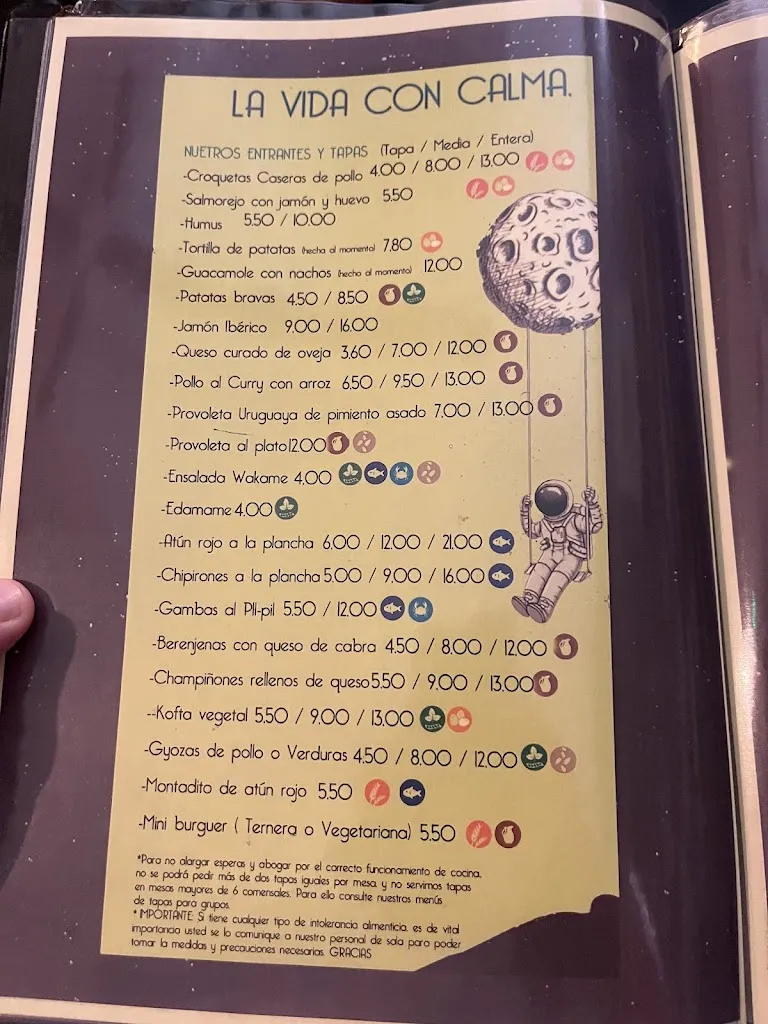 LA VIDA CON CALMA.
NUETROS ENTRANTES Y TAPAS (Tapa / Media / Entera)
-Croquetas Caseras de pollo 4.00 / 8.00 / 13.00
-Salmorejo con jamón y huevo 5.50
-Humus 5.50 / 10.00
-Tortilla de patatas (hecha al momento) 7.80
-Guacamole con nachos (hecho al momento) 12.00
-Patatas bravas 4.50 / 8.50
-Jamón Ibérico 9.00 / 16.00
-Queso curado de oveja 3.60 / 7.00 / 12.00
-Pollo al Curry con arroz 6.50 / 9.50 / 13.00
-Provoleta Uruguaya de pimiento asado 7.00 / 13.00
-Provoleta al plato 12.00
-Ensalada Wakame 4.00
-Edamame 4.00
-Atún rojo a la plancha 6.00 / 12.00 / 21.00
-Chipirones a la plancha 5.00 / 9.00 / 16.00
-Gambas al PIl-pil 5.50 / 12.00
-Berenjenas con queso de cabra 4.50 / 8.00 / 12.00
-Champiñones rellenos de queso 5.50 / 9.00 / 13.00
--Kofta vegetal 5.50 / 9.00 / 13.00
-Gyozas de pollo o Verduras 4.50 / 8.00 / 12.00
-Montadito de atún rojo 5.50
-Mini burguer ( Ternera o Vegetariana) 5.50
*Para no alargar esperas y abogar por el correcto funcionamiento de cocina,
no se podrá pedir más de dos tapas iguales por mesa, y no servimos tapas
en mesas mayores de 6 comensales. Para ello consulte nuestros menús
de tapas para grupos.
* IMPORTANTE: Si tiene cualquier tipo de intolerancia alimenticia, es de vital
importancia usted se lo comunique a nuestro personal de sala para poder
tomar la medidas y precauciones necesarias. GRACIAS